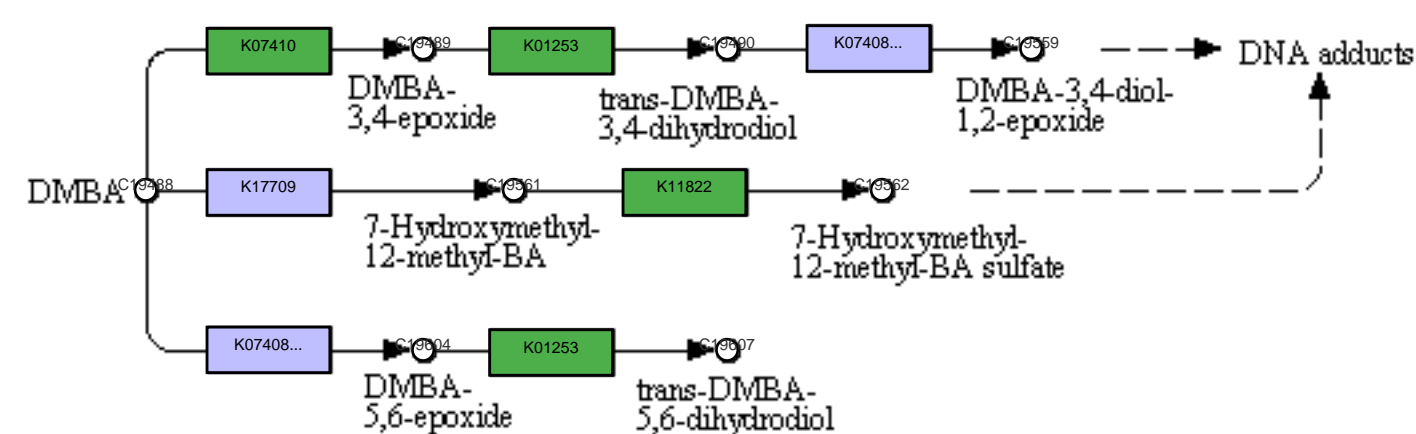 K07410
C19489
K01253
C19490
K07408...
C19559
DNA adducts
DMBA-
3,4-epoxide
trans-DMBA-
3,4-dihydrodiol
DMBA-3,4-diol-
1,2-epoxide
DMBA
C19488
K17709
C19561
K11822
C19562
7-Hydroxymethyl-
12-methyl-BA
7-Hydroxymethyl-
12-methyl-BA sulfate
K07408...
C19604
K01253
C19607
DMBA-
5,6-epoxide
trans-DMBA-
5,6-dihydrodiol